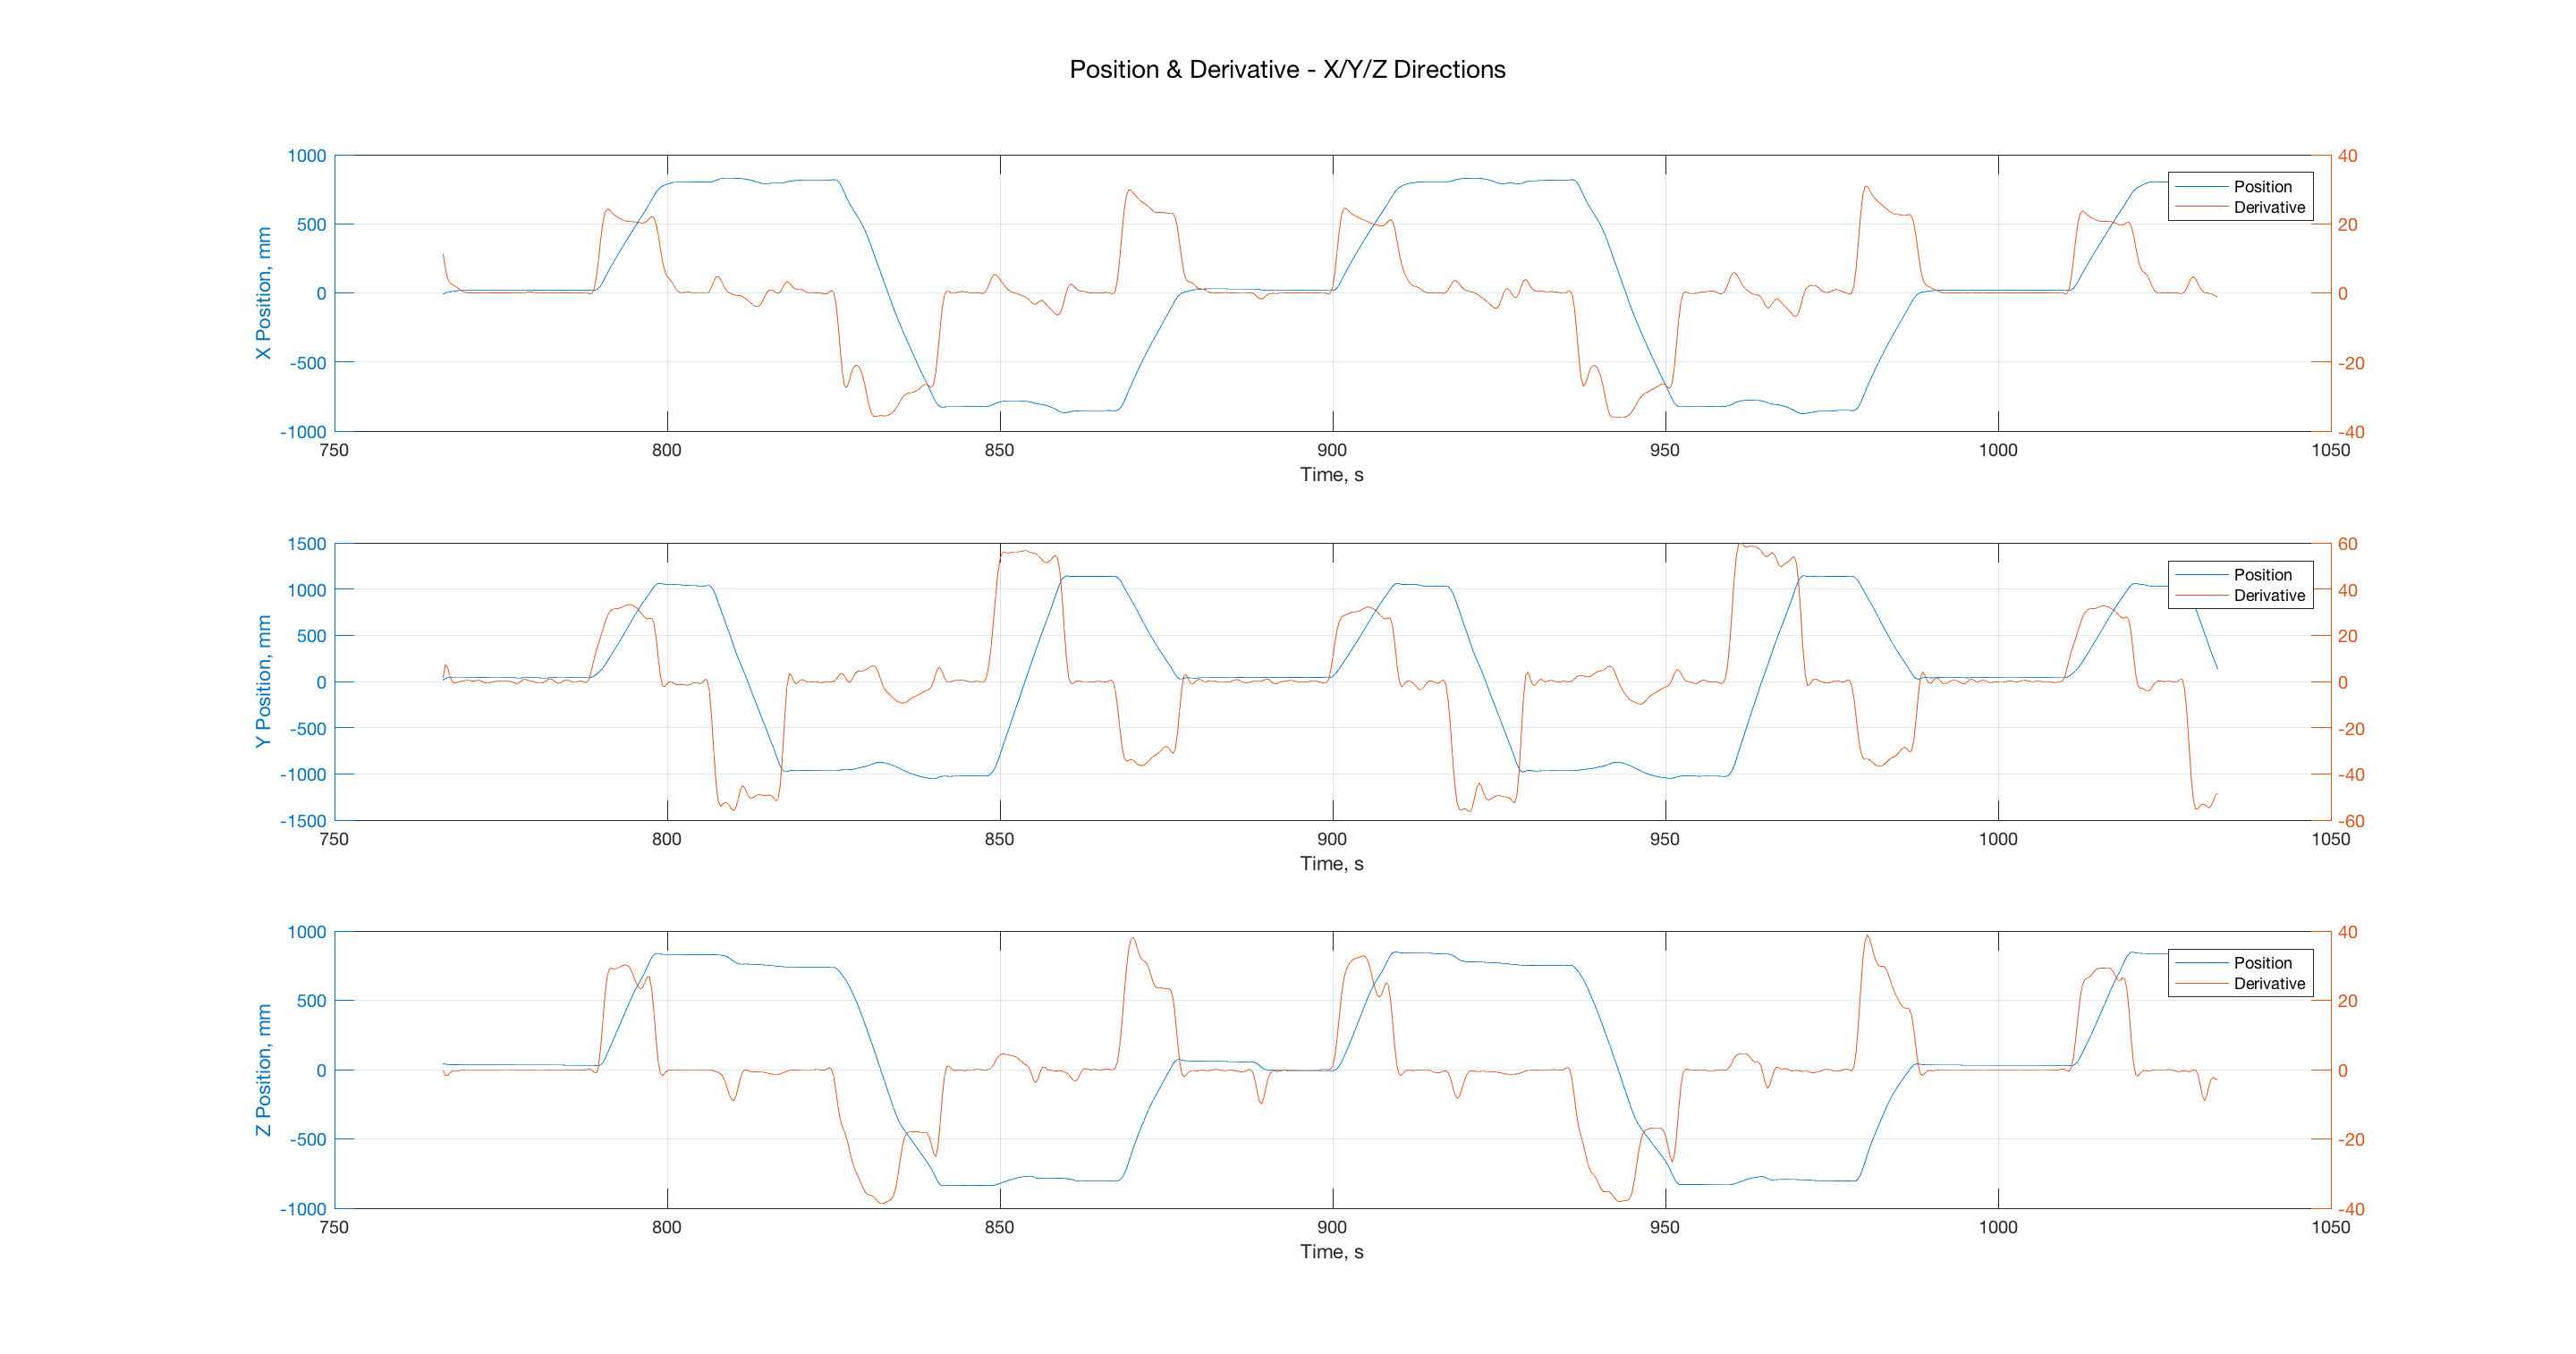 Position & Derivative - X/Y/Z Directions
1000
500
0
-500
-1000
X Position, mm
40
20
0
-20
-40
Position
Derivative
750 800 850 900 950 1000 1050
Time, s
1500
1000
500
0
-500
-1000
-1500
Y Position, mm
60
40
20
0
-20
-40
-60
Position
Derivative
750 800 850 900 950 1000 1050
Time, s
1000
500
0
-500
-1000
Z Position, mm
40
20
0
-20
-40
Position
Derivative
750 800 850 900 950 1000 1050
Time, s